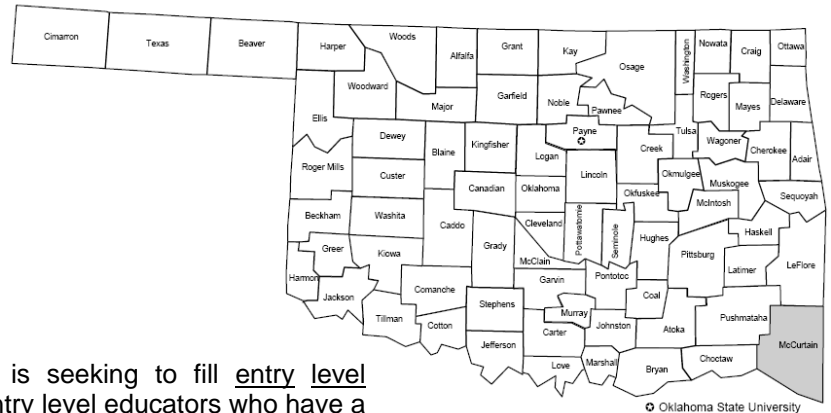 Cimarron
Texas
Beaver
Harper
Woods
Alfalfa
Grant
Kay
Osage
Washington
Nowata
Craig
Ottawa
Woodward
Major
Garfield
Noble
Pawnee
Rogers
Mayes
Delaware
Ellis
Dewey
Blaine
Kingfisher
Logan
Payne
Creek
Tulsa
Wagoner
Cherokee
Adair
Roger Mills
Custer
Canadian
Oklahoma
Lincoln
Okfuskee
Okmulgee
Muskogee
McIntosh
Sequoyah
Beckham
Washita
Caddo
Grady
Cleveland
McClain
Pottawatomie
Seminole
Hughes
Pittsburg
Haskell
Latimer
LeFlore
Harmon
Greer
Kiowa
Jackson
Tillman
Comanche
Cotton
Stephens
Garvin
Pontotoc
Coal
Murray
Johnston
Atoka
Pushmataha
McCurtain
Jefferson
Carter
Love
Marshall
Bryan
Choctaw
Oklahoma State University
is seeking to fill entry level
ntry level educators who have a